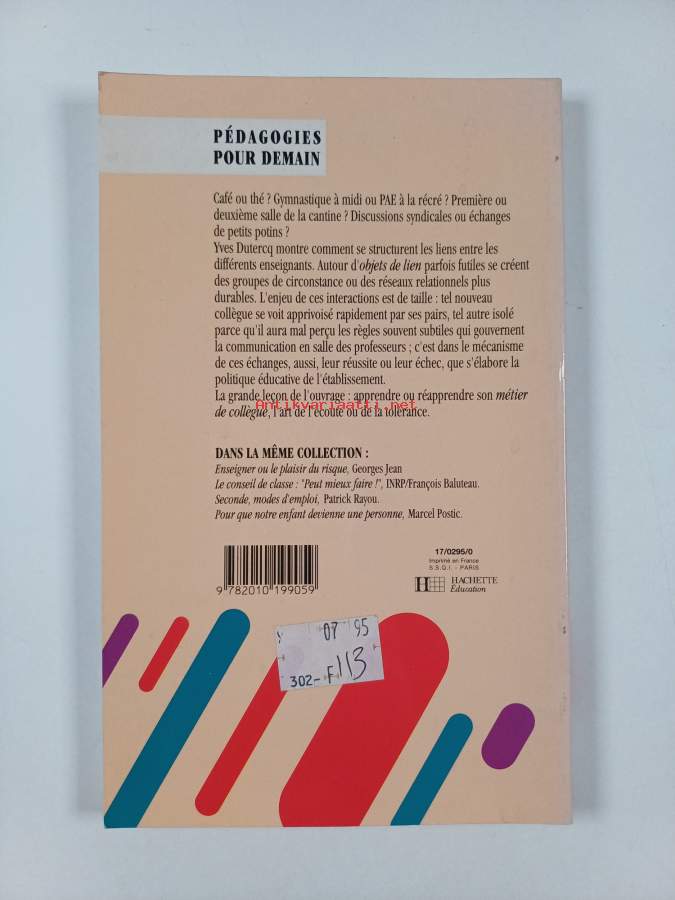 PÉDAGOGIES
POUR DEMAIN
Café ou thé ? Gymnastique à midi ou PAE à la récré ? Première ou
deuxième salle de la cantine ? Discussions syndicales ou échanges
de petits potins ?
Yves Dutercq montre comment se structurent les liens entre les
différents enseignants. Autour d'objets de lien parfois futiles se créent
des groupes de circonstance ou des réseaux relationnels plus
durables. L'enjeu de ces interactions est de taille : tel nouveau
collègue se voit apprivoisé rapidement par ses pairs, tel autre isolé
parce qu'il aura mal perçu les règles souvent subtiles qui gouvernent
la communication en salle des professeurs ; c'est dans le mécanisme
de ces échanges, aussi, leur réussite ou leur échec, que s'élabore la
politique éducative de l'établissement.
La grande leçon de l'ouvrage : apprendre ou réapprendre son métier
de collègue, l'art de l'écoute ou de la tolérance.
Antikvariaatti.net
DANS LA MÊME COLLECTION :
Enseigner ou le plaisir du risque, Georges Jean
Le conseil de classe : "Peut mieux faire !", INRP/François Baluteau.
Seconde, modes d'emploi, Patrick Rayou.
Pour que notre enfant devienne une personne, Marcel Postic.
17/0295/0
Imprimé en France
S.S.Q.I. - PARIS
H HACHETTE
Éducation
9 782010 199059
07 95
302- F113